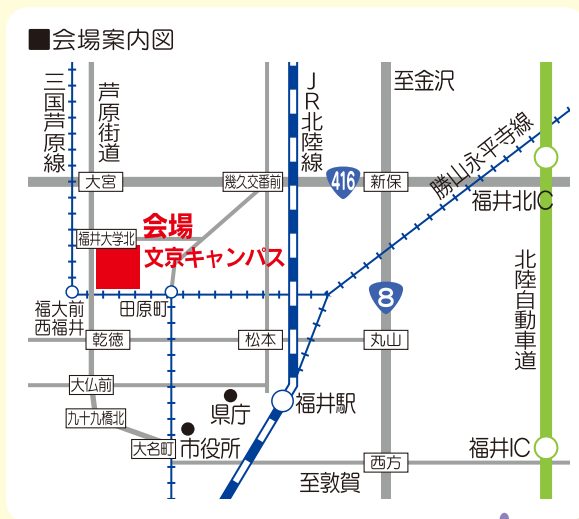 ■会場案内図
三国芦原線
芦原街道
JR北陸線
至金沢
勝山永平寺線
大宮
幾久交番前
416
新保
福井北IC
会場
福井大学北
文京キャンパス
北陸自動車道
8
福大前
西福井
田原町
乾徳
松本
丸山
大仏前
福井駅
県庁
九十九橋北
大名町
市役所
福井IC
西方
至敦賀